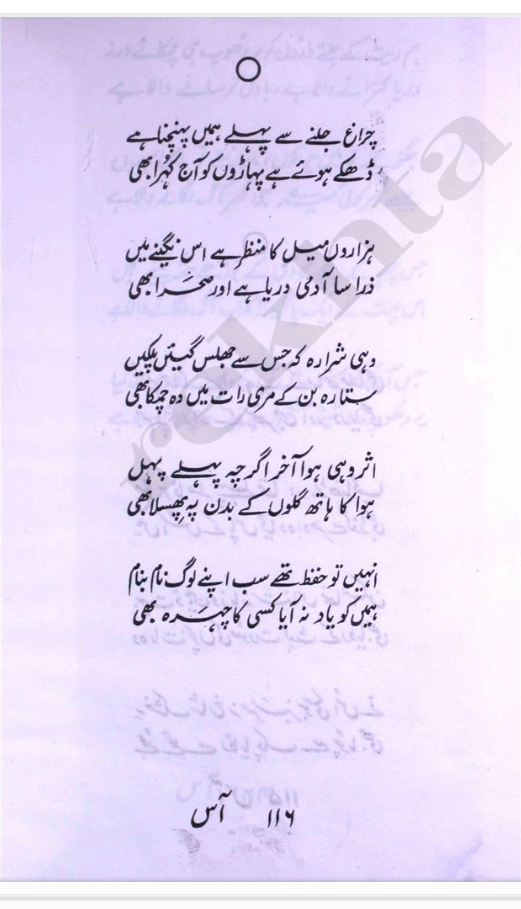 چراغ جلنے سے پہلے ہمیں پہنچنا ہے
ڈھکے ہوئے ہے پہاڑوں کو آج کُہرا بھی
ہزاروں میل کا منظر ہے اس نگینے میں
ذرا سا آدمی دریا ہے اور صحرا بھی
وہی شرارہ کہ جس سے جھلس گئیں پلکیں
ستارہ بن کے مری رات میں وہ چمکا بھی
اثر وہی ہوا آخر اگرچہ پہلے پہل
ہوا کا ہاتھ گلوں کے بدن پہ پھسلا بھی
انہیں تو حفظ تھے سب اپنے لوگ نام بنام
ہمیں کو یاد نہ آیا کسی کا چہرہ بھی
۱۱۶ آس
rekhta